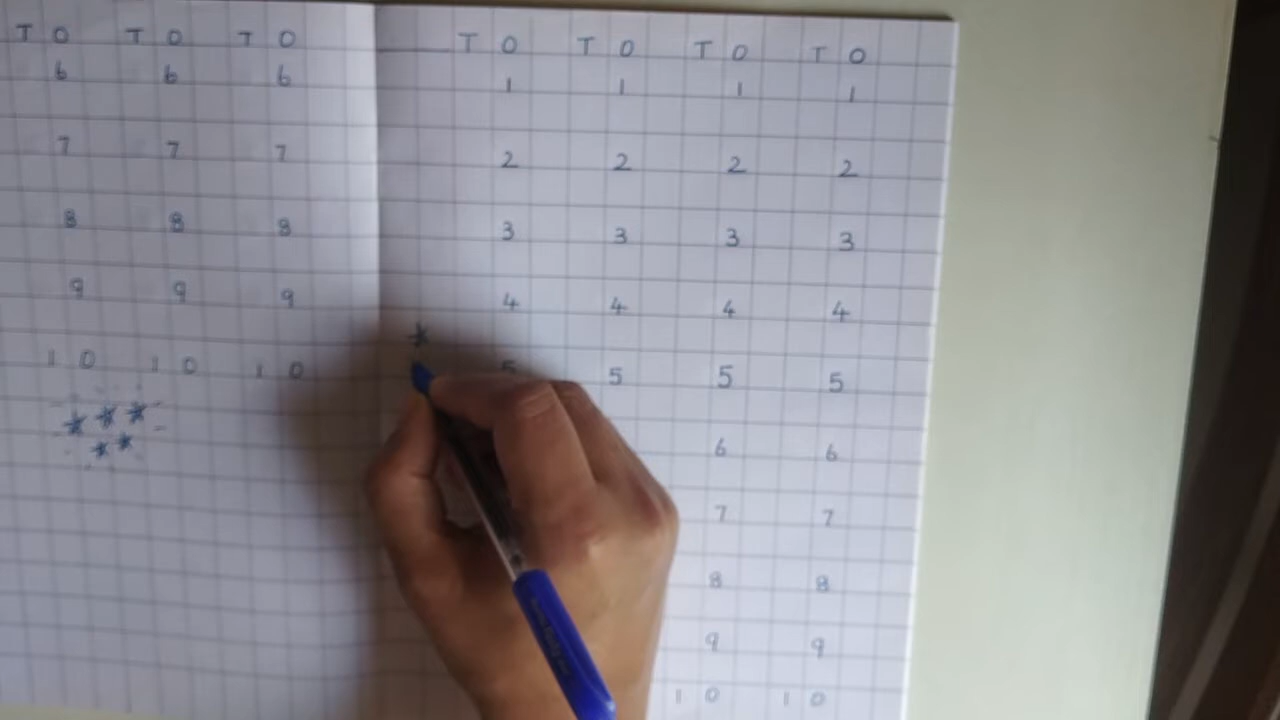 T O T O T O
6 6 6
7 7 7
8 8 8
9 9 9
10 10 10
T O T O T O T O
1 1 1 1
2 2 2 2
3 3 3 3
4 4 4 4
5 5 5 5
6 6
7 7
8 8
9 9
10 10